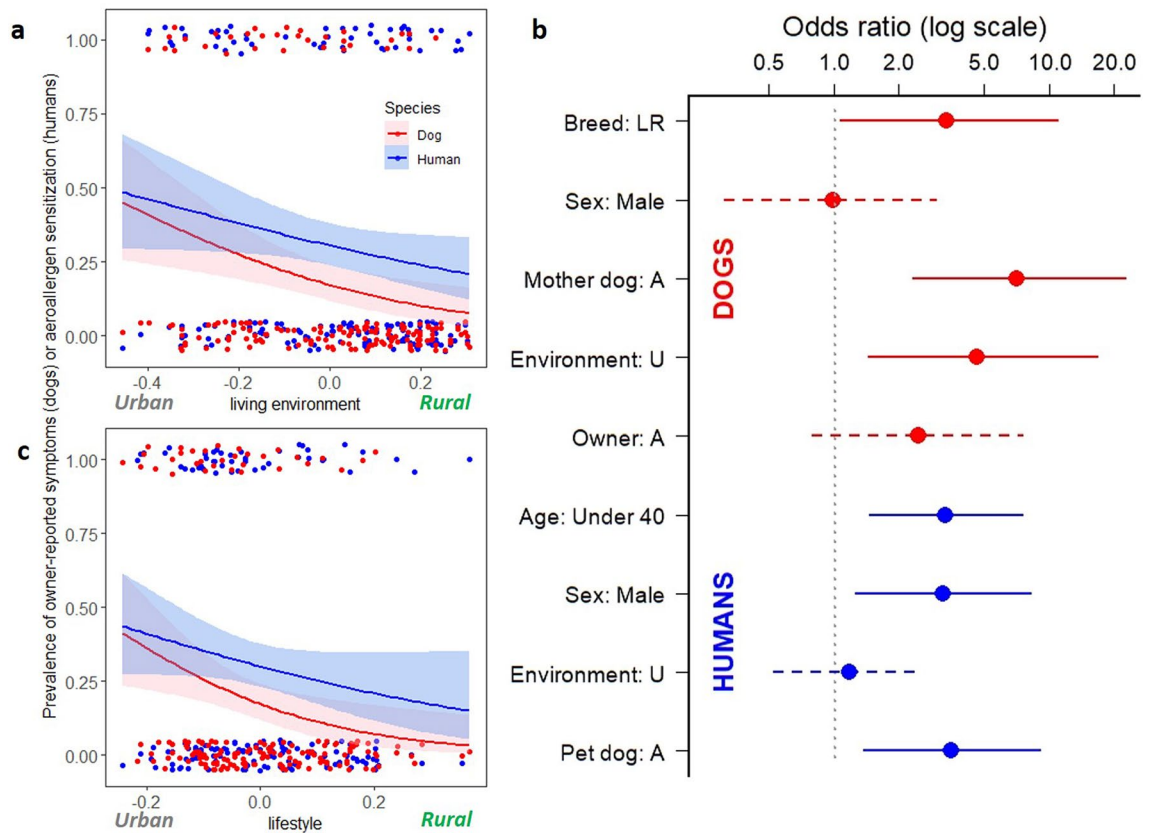 a
Prevalence of owner-reported symptoms (dogs) or aeroallergen sensitization (humans)
1.00
0.75
0.50
0.25
0.00
Species
Dog
Human
-0.4 -0.2 0.0 0.2
Urban living environment Rural
c
1.00
0.75
0.50
0.25
0.00
-0.2 0.0 0.2
Urban lifestyle Rural
b
Odds ratio (log scale)
0.5 1.0 2.0 5.0 10.0 20.0
DOGS
Breed: LR
Sex: Male
Mother dog: A
Environment: U
Owner: A
HUMANS
Age: Under 40
Sex: Male
Environment: U
Pet dog: A